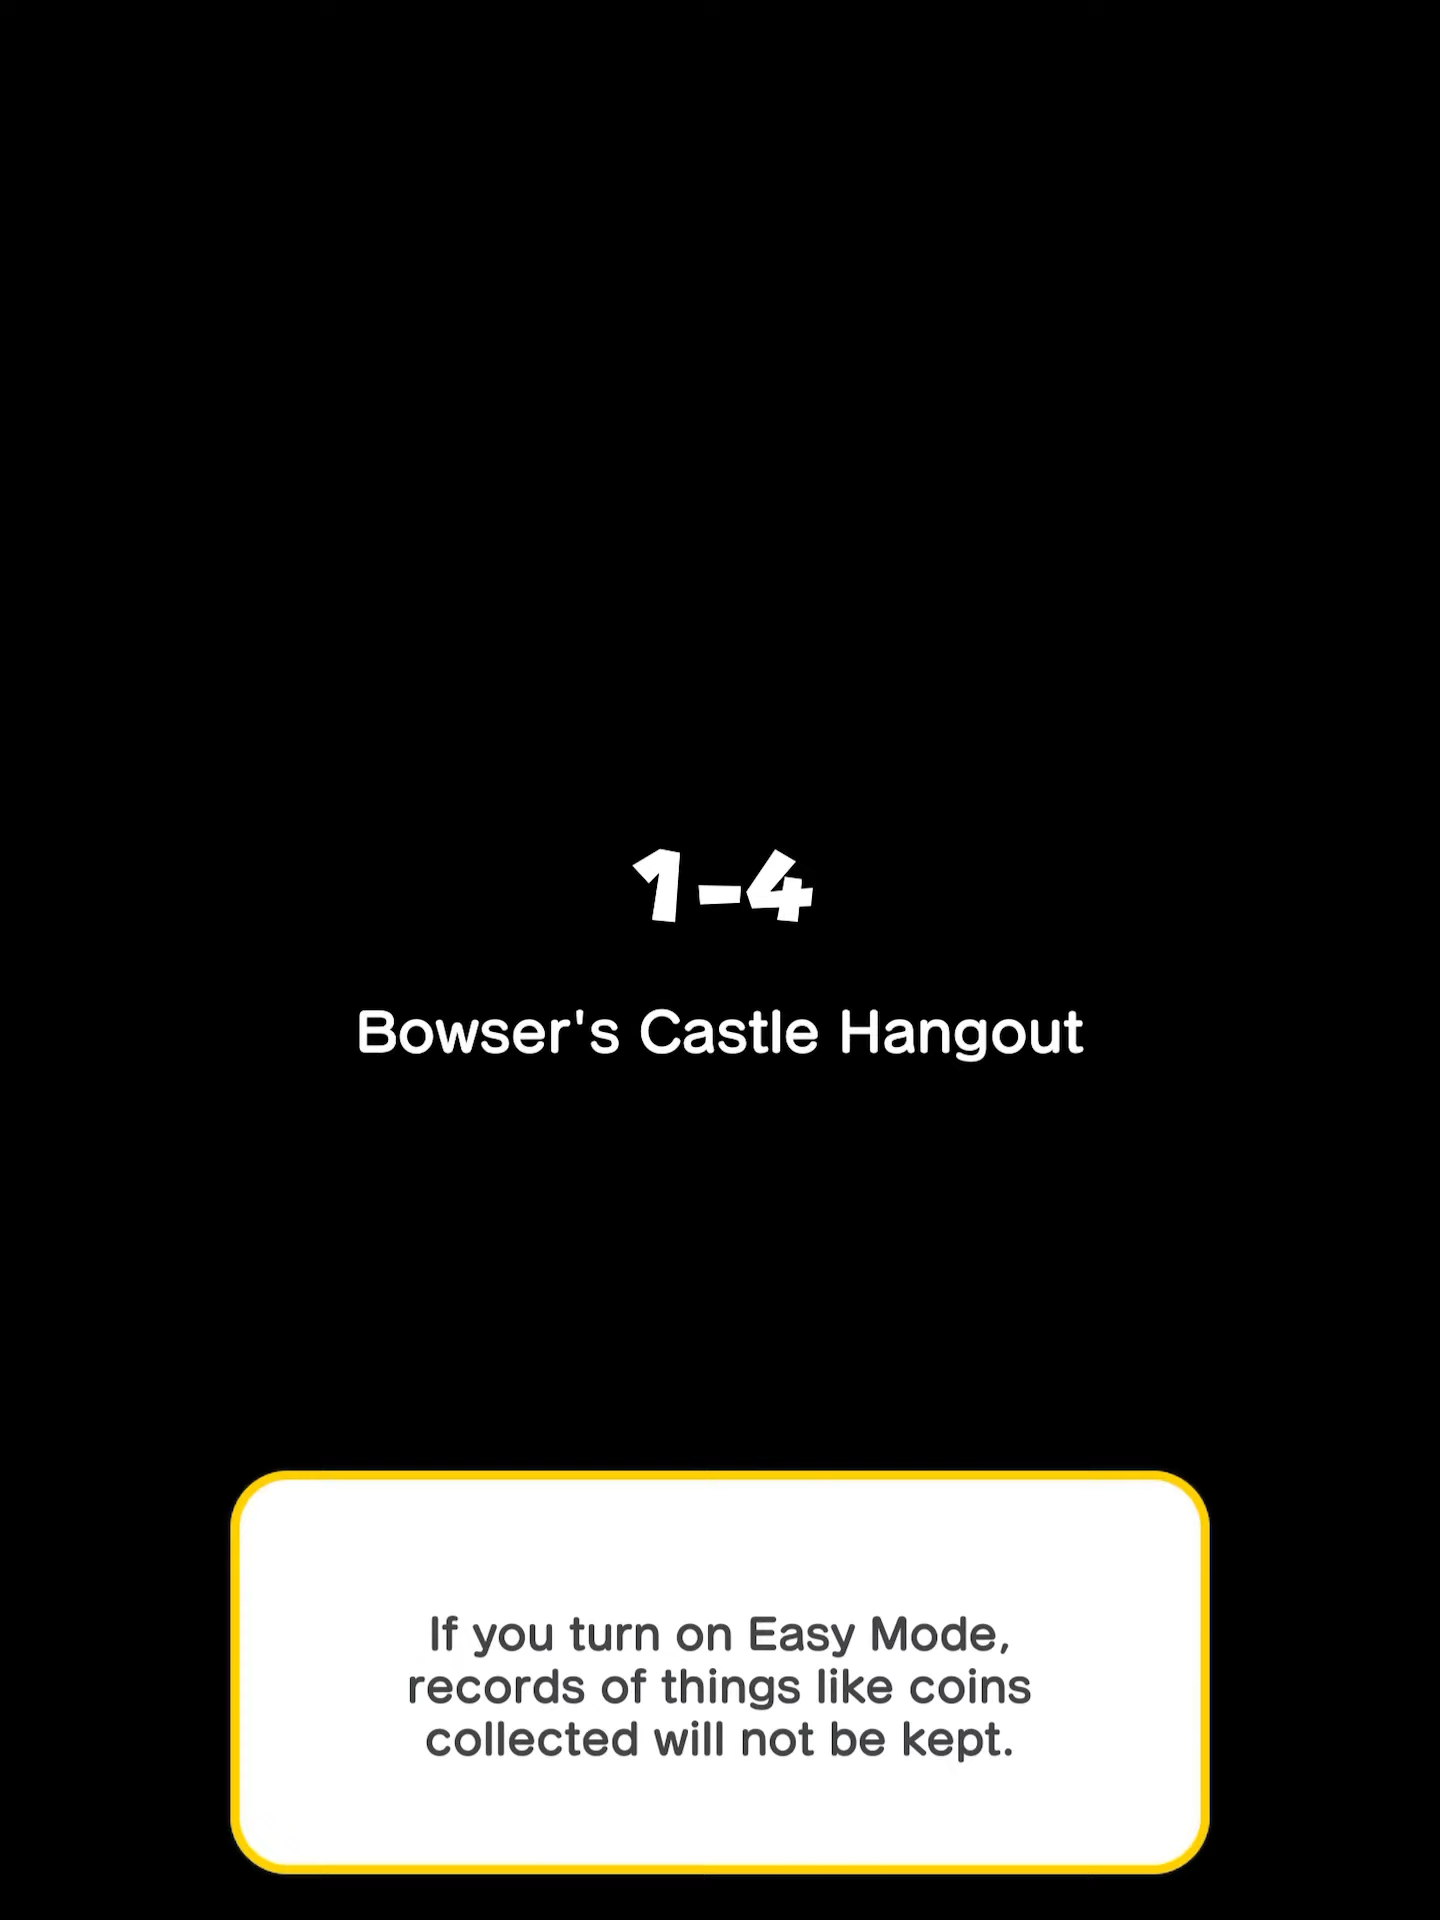 1-4
Bowser's Castle Hangout
If you turn on Easy Mode,
records of things like coins
collected will not be kept.